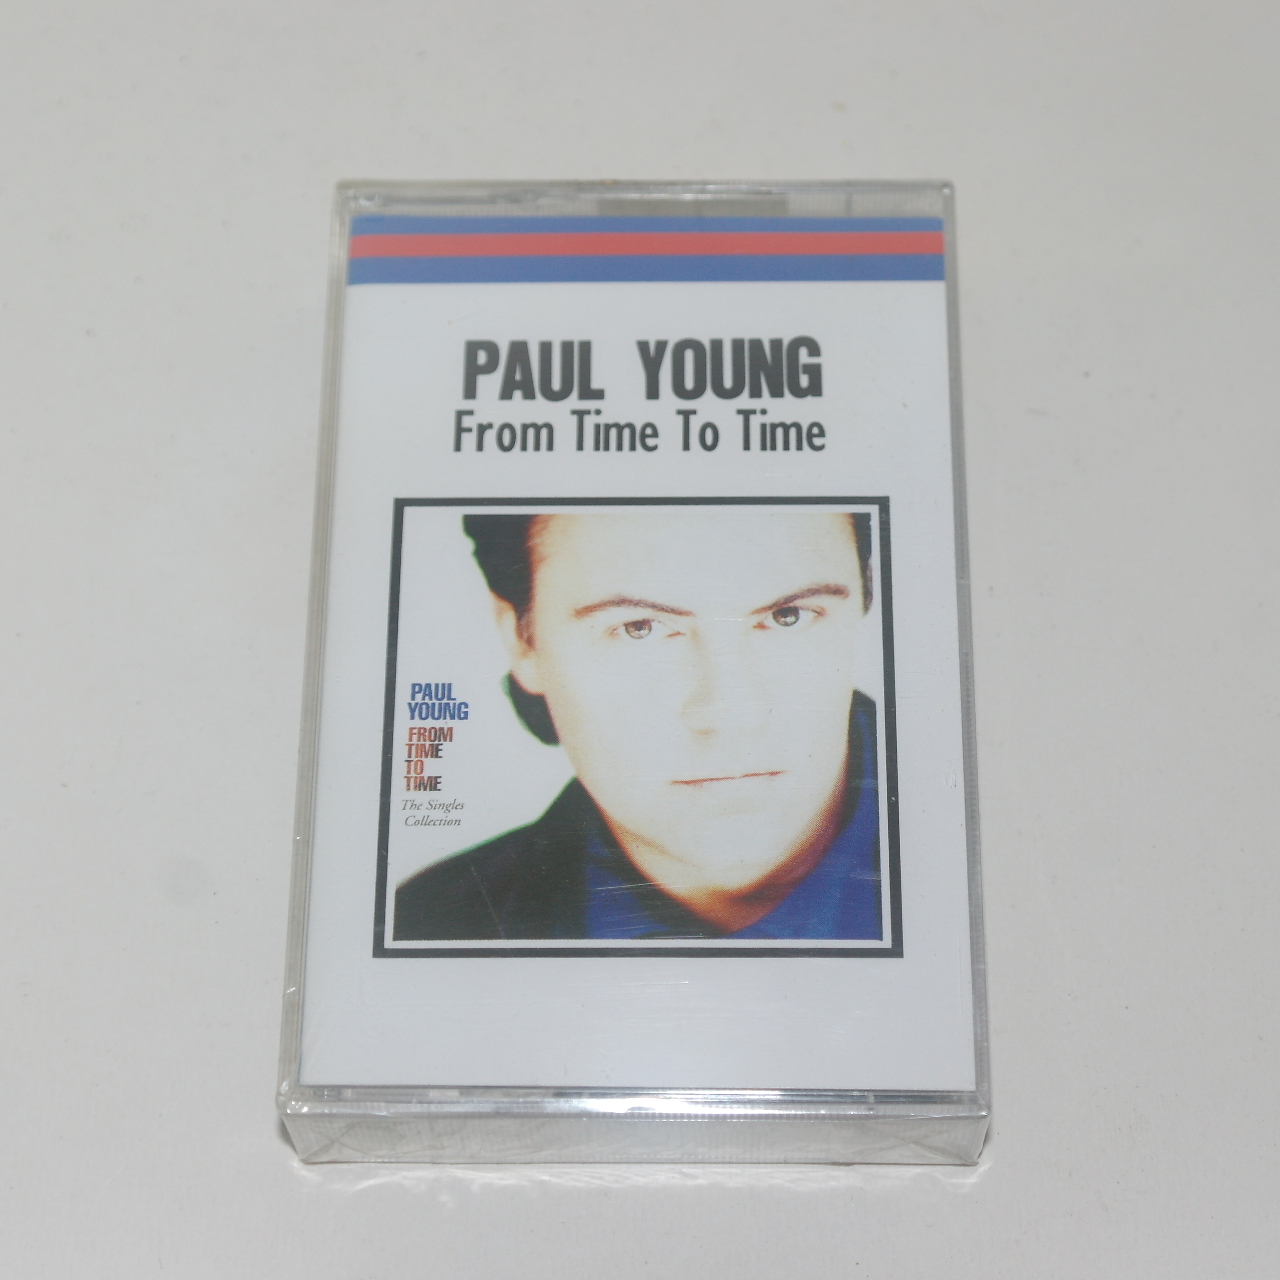 PAUL YOUNG
From Time To Time
PAUL
YOUNG
FROM
TIME
TO
TIME
The Singles
Collection